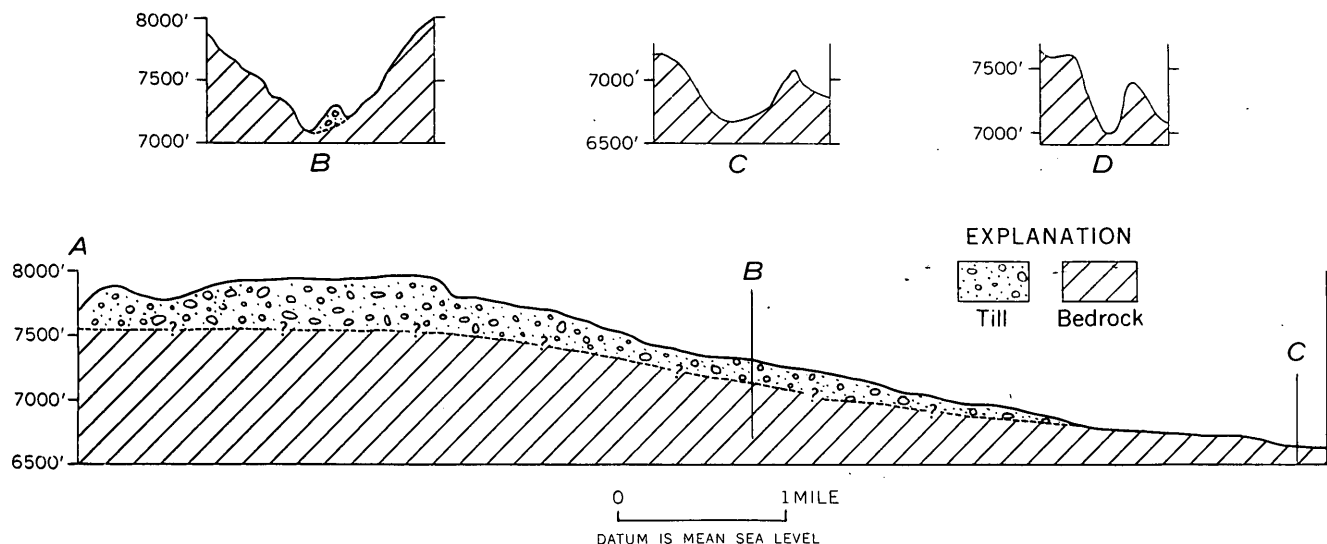 8000'
7500'
7000'
B
7000'
6500'
C
7500'
7000'
D
A
8000'
7500'
7000'
6500'
B
C
? ? ? ? ? ? ?
EXPLANATION
Till Bedrock
0 1 MILE
DATUM IS MEAN SEA LEVEL